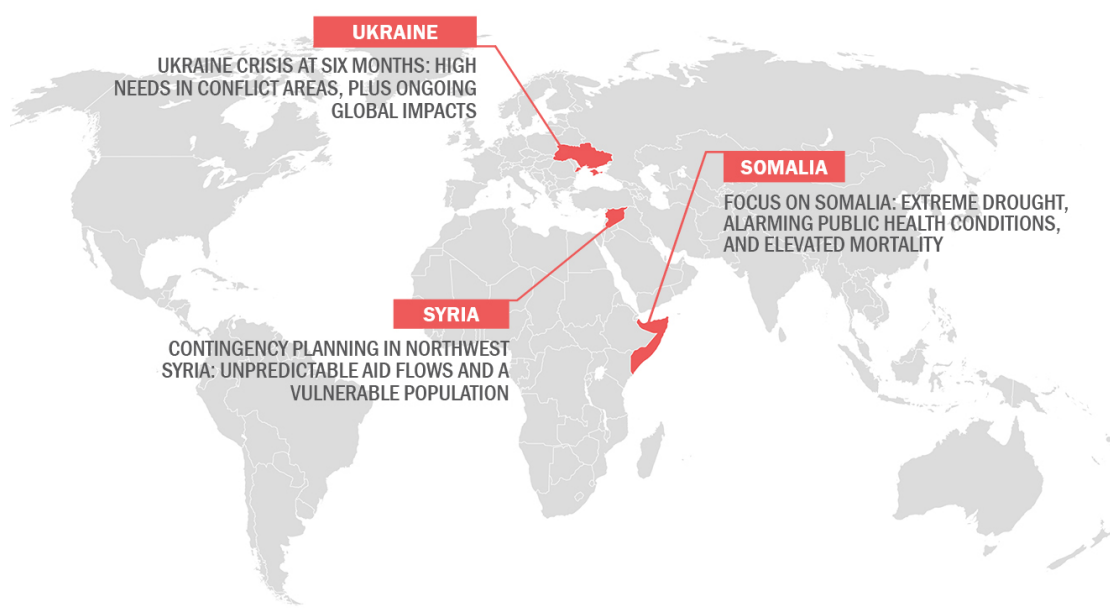 UKRAINE
UKRAINE CRISIS AT SIX MONTHS: HIGH
NEEDS IN CONFLICT AREAS, PLUS ONGOING
GLOBAL IMPACTS
SOMALIA
FOCUS ON SOMALIA: EXTREME DROUGHT,
ALARMING PUBLIC HEALTH CONDITIONS,
AND ELEVATED MORTALITY
SYRIA
CONTINGENCY PLANNING IN NORTHWEST
SYRIA: UNPREDICTABLE AID FLOWS AND A
VULNERABLE POPULATION